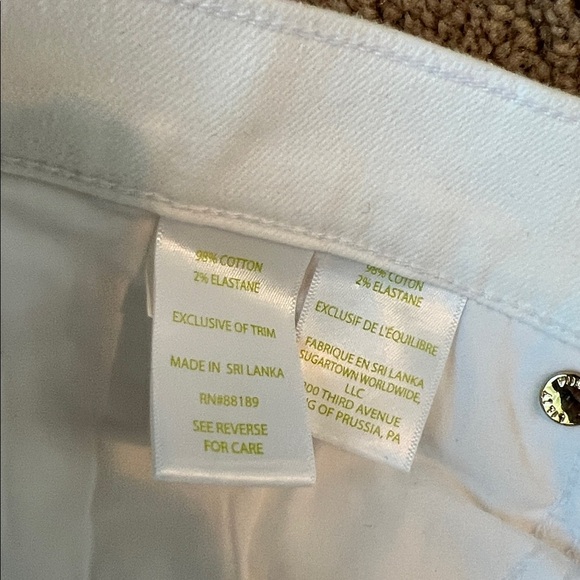 98% COTTON
2% ELASTANE
EXCLUSIVE OF TRIM
MADE IN SRI LANKA
RN#88189
SEE REVERSE
FOR CARE
98% COTON
2% ELASTANE
EXCLUSIF DE L'ÉQUILIBRE
FABRIQUE EN SRI LANKA
SUGARTOWN WORLDWIDE,
LLC
00 THIRD AVENUE
G OF PRUSSIA, PA